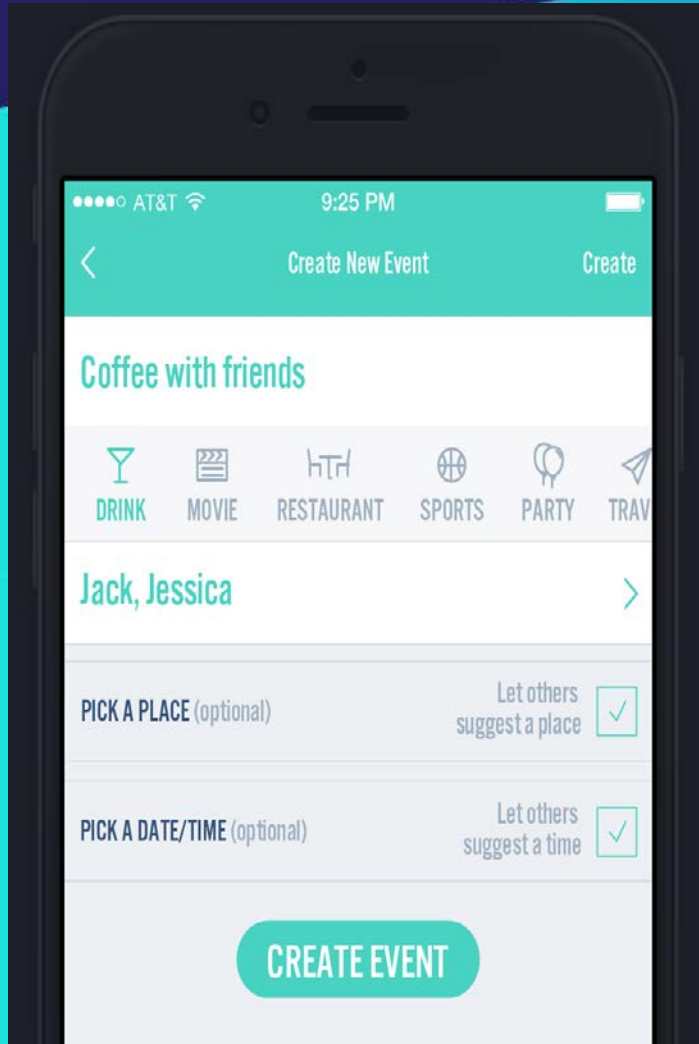 AT&T 9:25 PM
Create New Event Create
Coffee with friends
DRINK MOVIE RESTAURANT SPORTS PARTY TRAV
Jack, Jessica
PICK A PLACE (optional) Let others
suggest a place
PICK A DATE/TIME (optional) Let others
suggest a time
CREATE EVENT